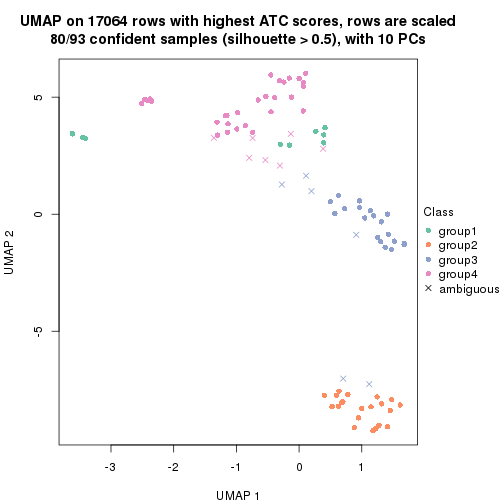 UMAP on 17064 rows with highest ATC scores, rows are scaled
80/93 confident samples (silhouette > 0.5), with 10 PCs
5
0
-5
UMAP 2
-3
-2
-1
0
1
UMAP 1
Class
group1
group2
group3
group4
ambiguous